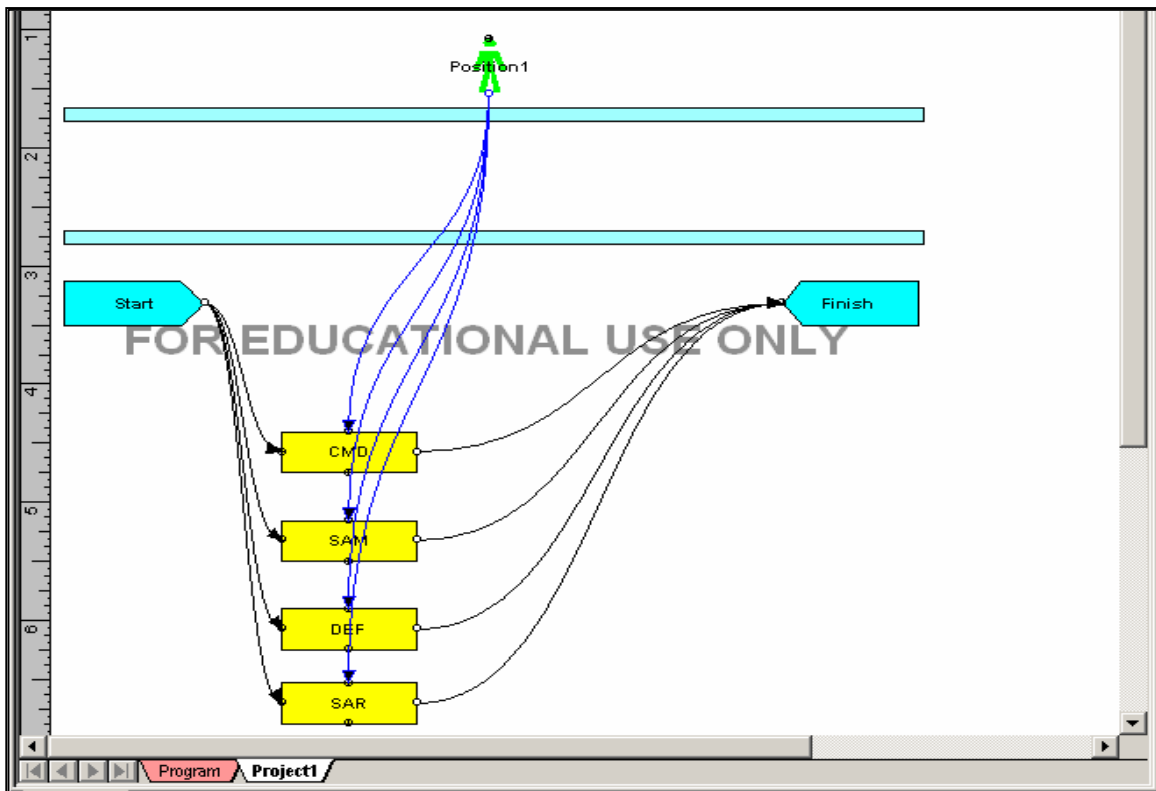 1
Position1
2
3
Start
Finish
FOR EDUCATIONAL USE ONLY
4
CMD
5
SAM
6
DEF
SAR
Program
Project1